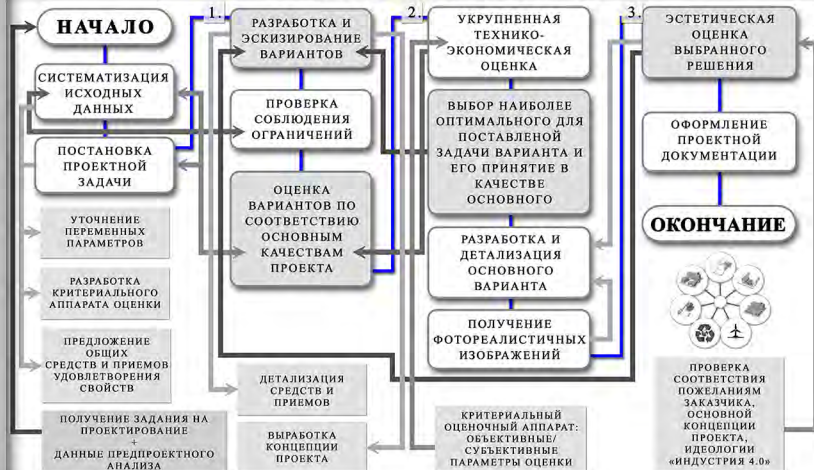 НАЧАЛО
СИСТЕМАТИЗАЦИЯ
ИСХОДНЫХ
ДАННЫХ
ПОСТАНОВКА
ПРОЕКТНОЙ
ЗАДАЧИ
УТОЧНЕНИЕ
ПЕРЕМЕННЫХ
ПАРАМЕТРОВ
РАЗРАБОТКА
КРИТЕРИАЛЬНОГО
АППАРАТА ОЦЕНКИ
ПРЕДЛОЖЕНИЕ
ОБЩИХ
СРЕДСТВ И ПРИЕМОВ
УДОВЛЕТВОРЕНИЯ
СВОЙСТВ
ПОЛУЧЕНИЕ ЗАДАНИЯ НА
ПРОЕКТИРОВАНИЕ
+
ДАННЫЕ ПРЕДПРОЕКТНОГО
АНАЛИЗА
1.
РАЗРАБОТКА И
ЭСКИЗИРОВАНИЕ
ВАРИАНТОВ
ПРОВЕРКА
СОБЛЮДЕНИЯ
ОГРАНИЧЕНИЙ
ОЦЕНКА
ВАРИАНТОВ ПО
СООТВЕТСТВИЮ
ОСНОВНЫМ
КАЧЕСТВАМ
ПРОЕКТА
ДЕТАЛИЗАЦИЯ
СРЕДСТВ И
ПРИЕМОВ
ВЫРАБОТКА
КОНЦЕПЦИИ
ПРОЕКТА
2.
УКРУПНЕННАЯ
ТЕХНИКО-
ЭКОНОМИЧЕСКАЯ
ОЦЕНКА
ВЫБОР НАИБОЛЕЕ
ОПТИМАЛЬНОГО ДЛЯ
ПОСТАВЛЕНОЙ
ЗАДАЧИ ВАРИАНТА И
ЕГО ПРИНЯТИЕ В
КАЧЕСТВЕ
ОСНОВНОГО
РАЗРАБОТКА И
ДЕТАЛИЗАЦИЯ
ОСНОВНОГО
ВАРИАНТА
ПОЛУЧЕНИЕ
ФОТОРЕАЛИСТИЧНЫХ
ИЗОБРАЖЕНИЙ
КРИТЕРИАЛЬНЫЙ
ОЦЕНОЧНЫЙ АППАРАТ:
ОБЪЕКТИВНЫЕ/
СУБЪЕКТИВНЫЕ
ПАРАМЕТРЫ ОЦЕНКИ
3.
ЭСТЕТИЧЕСКАЯ
ОЦЕНКА
ВЫБРАННОГО
РЕШЕНИЯ
ОФОРМЛЕНИЕ
ПРОЕКТНОЙ
ДОКУМЕНТАЦИИ
ОКОНЧАНИЕ
ПРОВЕРКА
СООТВЕТСТВИЯ
ПОЖЕЛАНИЯМ
ЗАКАЗЧИКА,
ОСНОВНОЙ
КОНЦЕПЦИИ
ПРОЕКТА,
ИДЕОЛОГИИ
«ИНДУСТРИЯ 4.0»